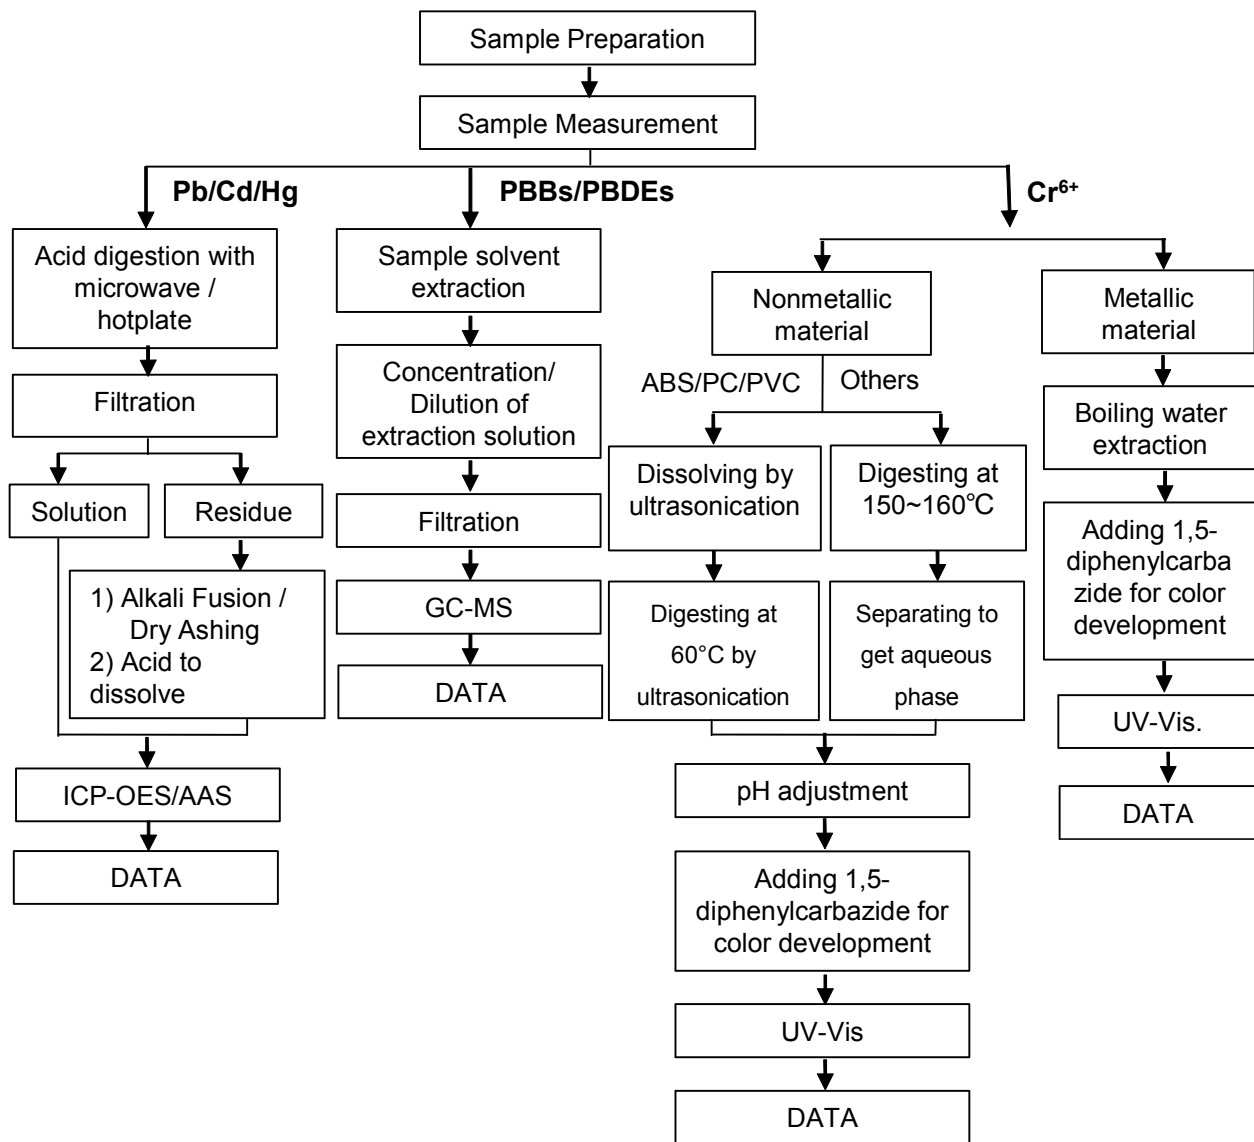 Sample Preparation
Sample Measurement
Pb/Cd/Hg
PBBs/PBDEs
Cr⁶⁺
Acid digestion with
microwave /
hotplate
Filtration
Solution
Residue
1) Alkali Fusion /
Dry Ashing
2) Acid to
dissolve
ICP-OES/AAS
DATA
Sample solvent
extraction
Concentration/
Dilution of
extraction solution
Filtration
GC-MS
DATA
Nonmetallic
material
ABS/PC/PVC
Others
Dissolving by
ultrasonication
Digesting at
60°C by
ultrasonication
Digesting at
150~160℃
Separating to
get aqueous
phase
pH adjustment
Adding 1,5-
diphenylcarbazide for
color development
UV-Vis
DATA
Metallic
material
Boiling water
extraction
Adding 1,5-
diphenylcarba
zide for color
development
UV-Vis.
DATA